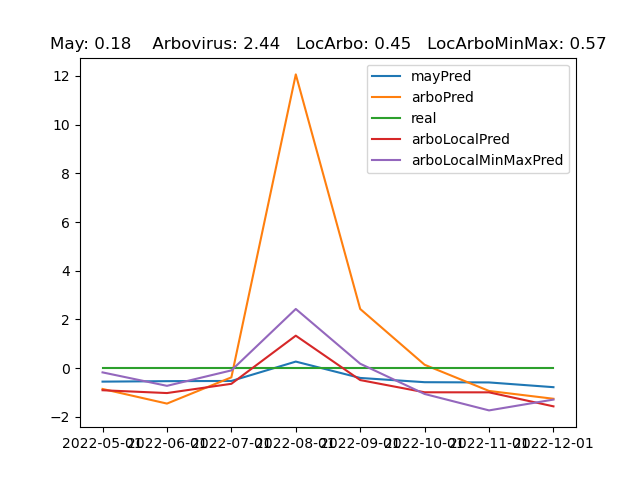 May: 0.18 Arbovirus: 2.44 LocArbo: 0.45 LocArboMinMax: 0.57
mayPred
arboPred
real
arboLocalPred
arboLocalMinMaxPred
12
10
8
6
4
2
0
−2
2022-05-01 2022-06-01 2022-07-01 2022-08-01 2022-09-01 2022-10-01 2022-11-01 2022-12-01